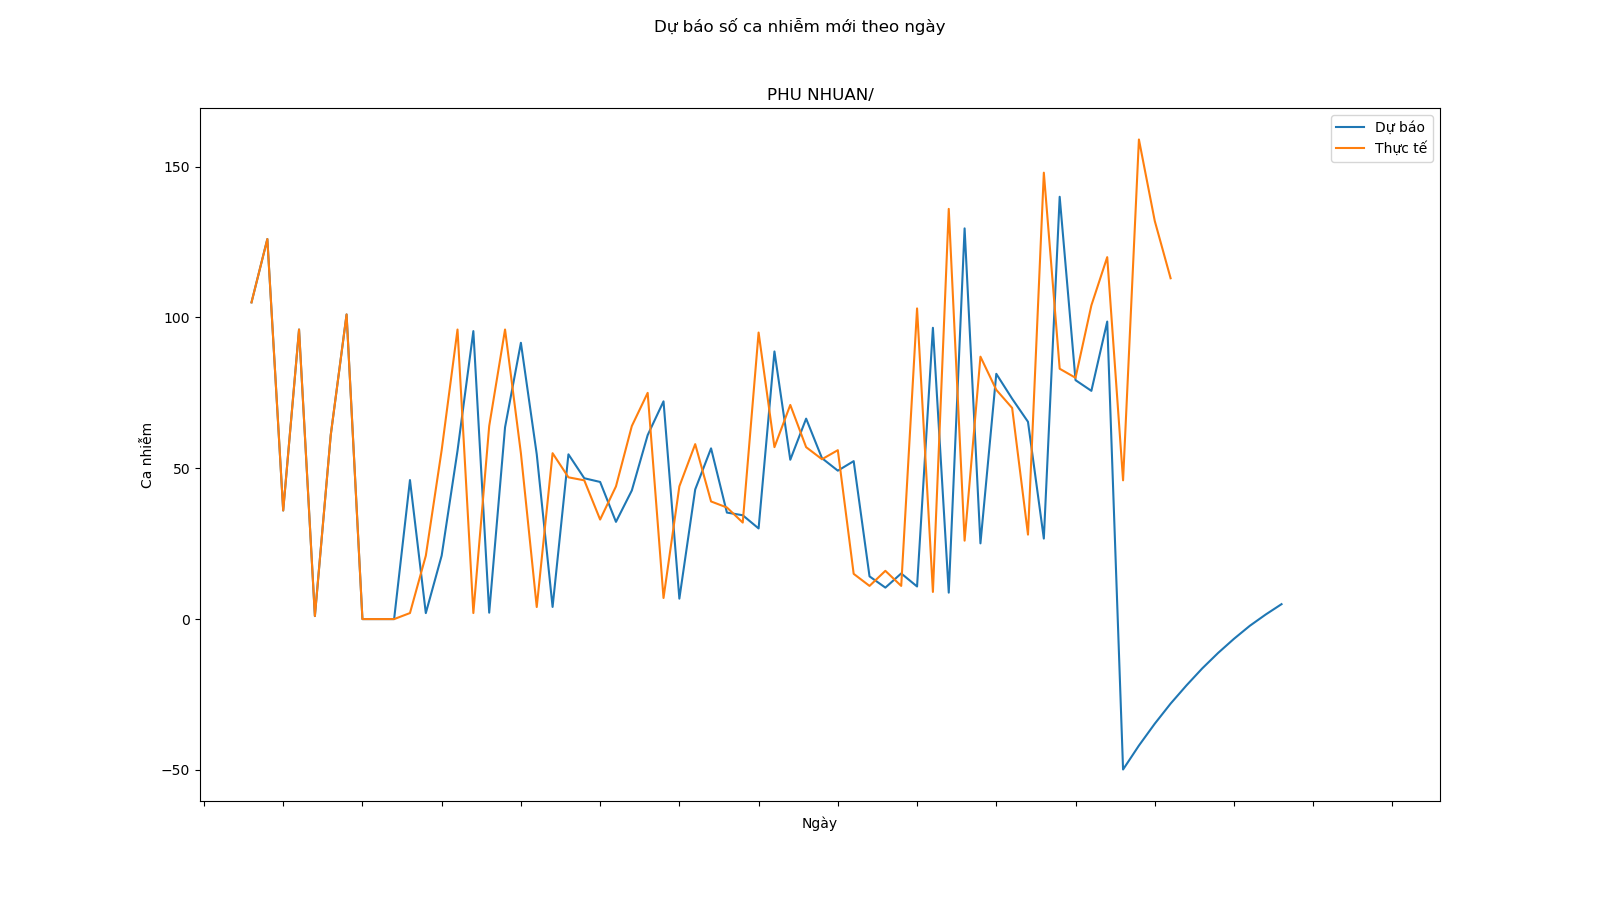 Dự báo số ca nhiễm mới theo ngày
PHU NHUAN/
Dự báo
Thực tế
150
100
50
0
−50
Ca nhiễm
Ngày